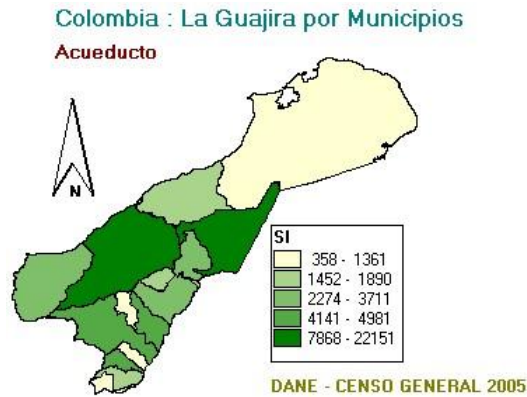 Colombia : La Guajira por Municipios
Acueducto
N
SI
358 - 1361
1452 - 1890
2274 - 3711
4141 - 4981
7868 - 22151
DANE - CENSO GENERAL 2005